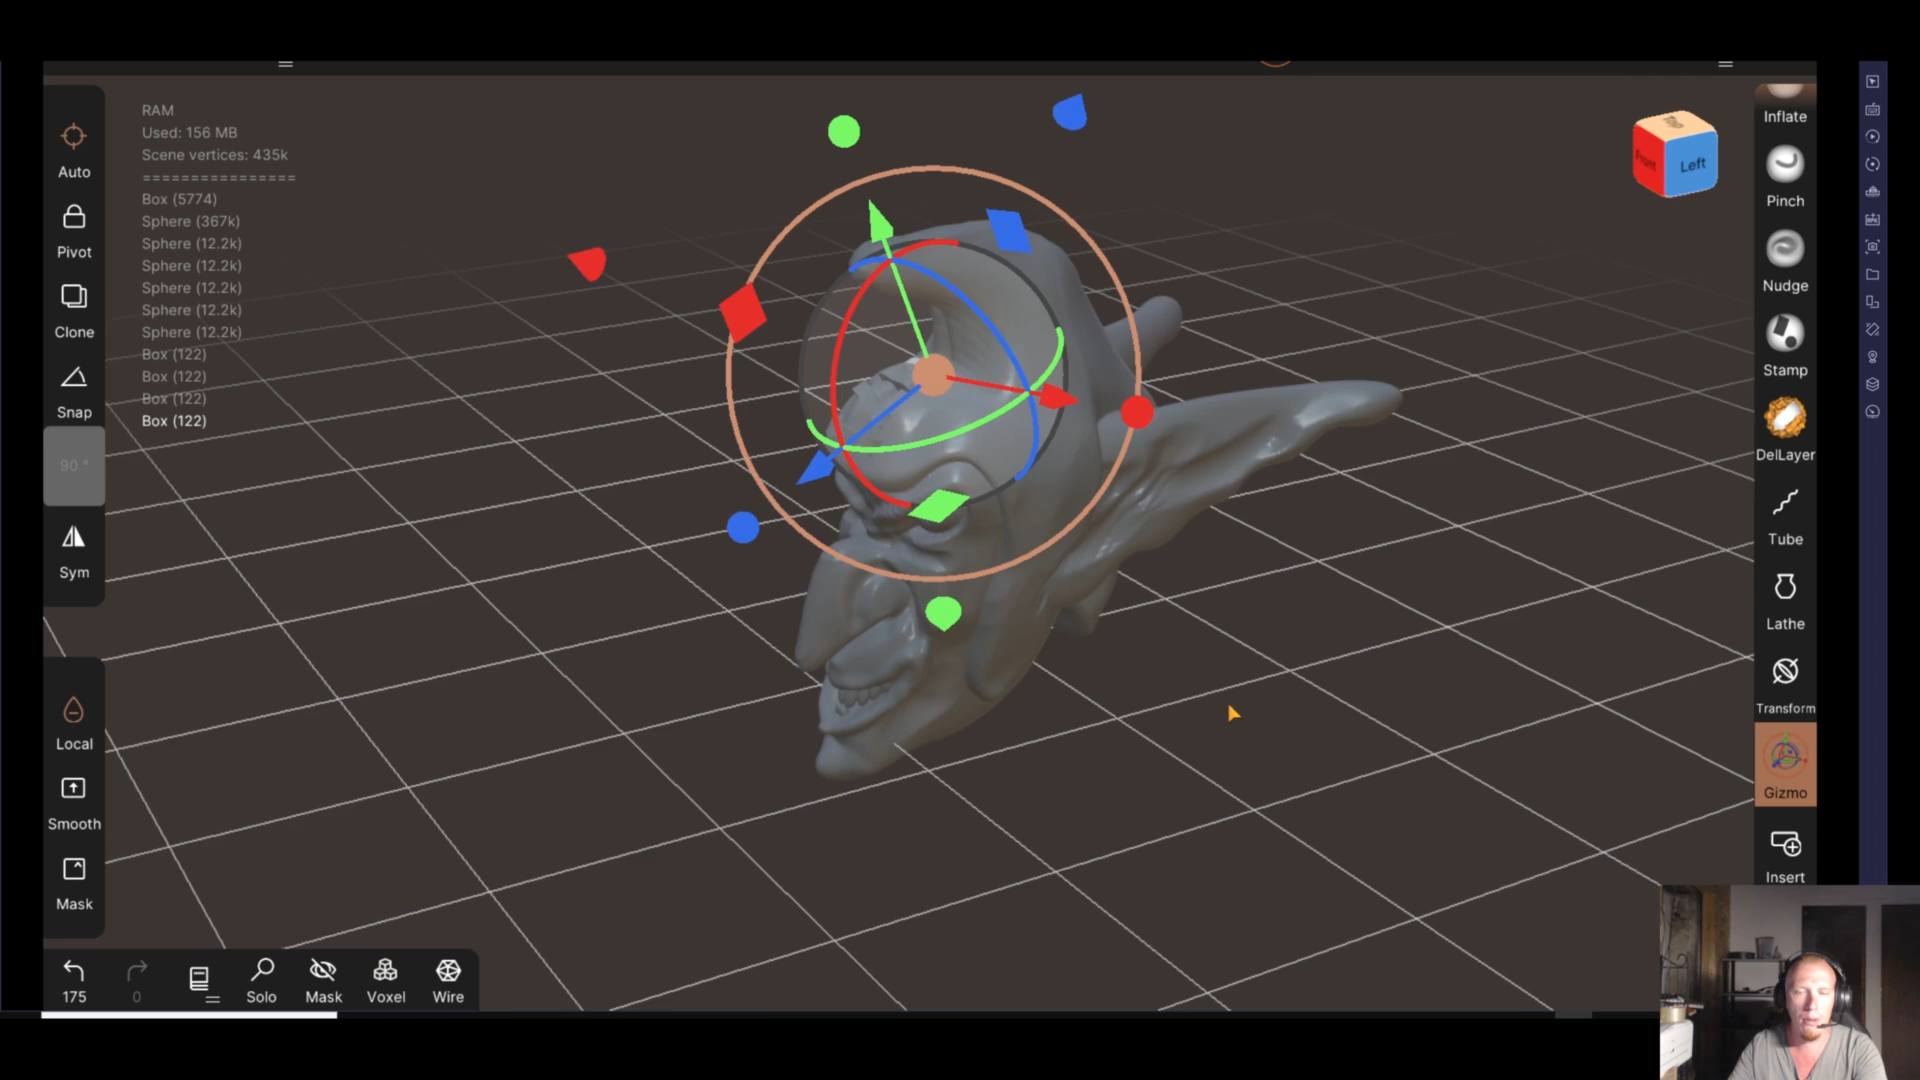 RAM
Used: 156 MB
Scene vertices: 435k
================
Box (5774)
Sphere (367k)
Sphere (12.2k)
Sphere (12.2k)
Sphere (12.2k)
Sphere (12.2k)
Sphere (12.2k)
Box (122)
Box (122)
Box (122)
Box (122)
Auto
Pivot
Clone
Snap
90 °
Sym
Local
Smooth
Mask
175
0
Solo
Mask
Voxel
Wire
Top
Front
Left
Inflate
Pinch
Nudge
Stamp
DelLayer
Tube
Lathe
Transform
Gizmo
Insert